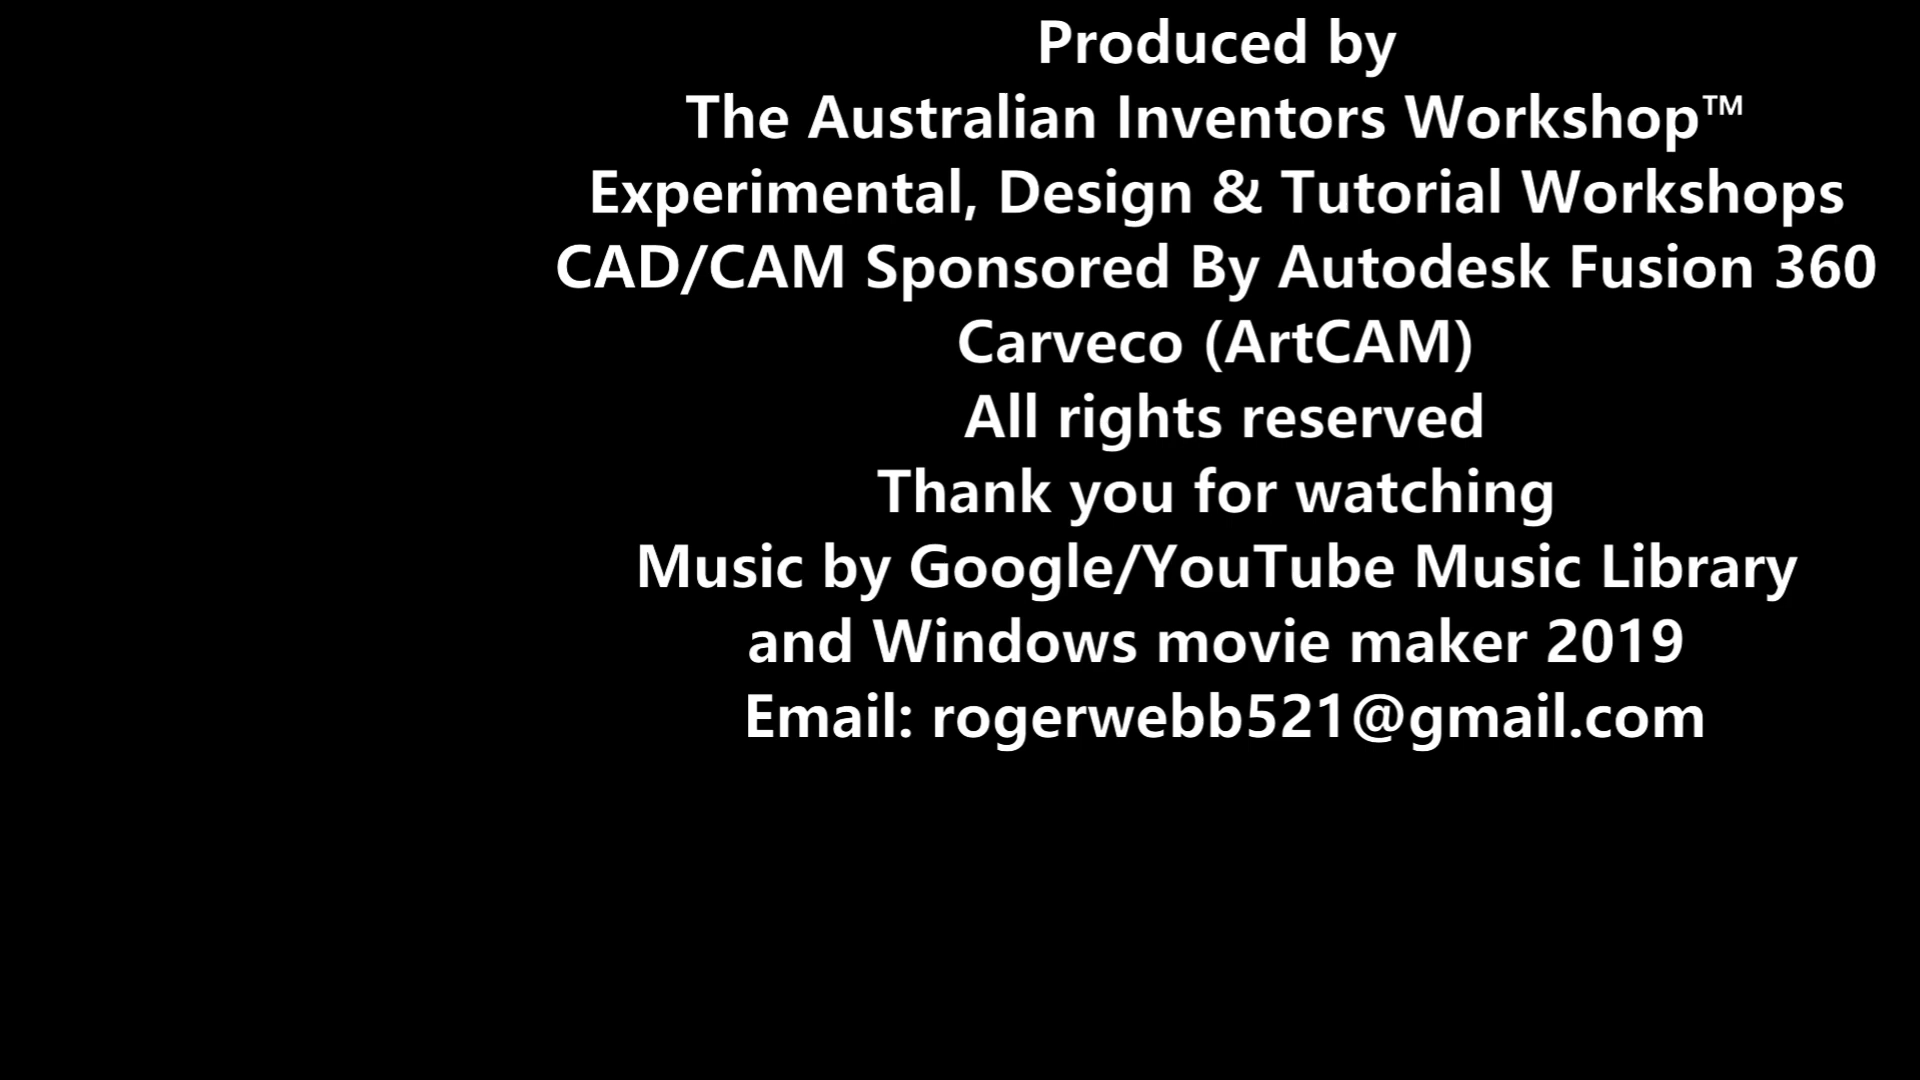 Produced by
The Australian Inventors Workshop™
Experimental, Design & Tutorial Workshops
CAD/CAM Sponsored By Autodesk Fusion 360
Carveco (ArtCAM)
All rights reserved
Thank you for watching
Music by Google/YouTube Music Library
and Windows movie maker 2019
Email: rogerwebb521@gmail.com